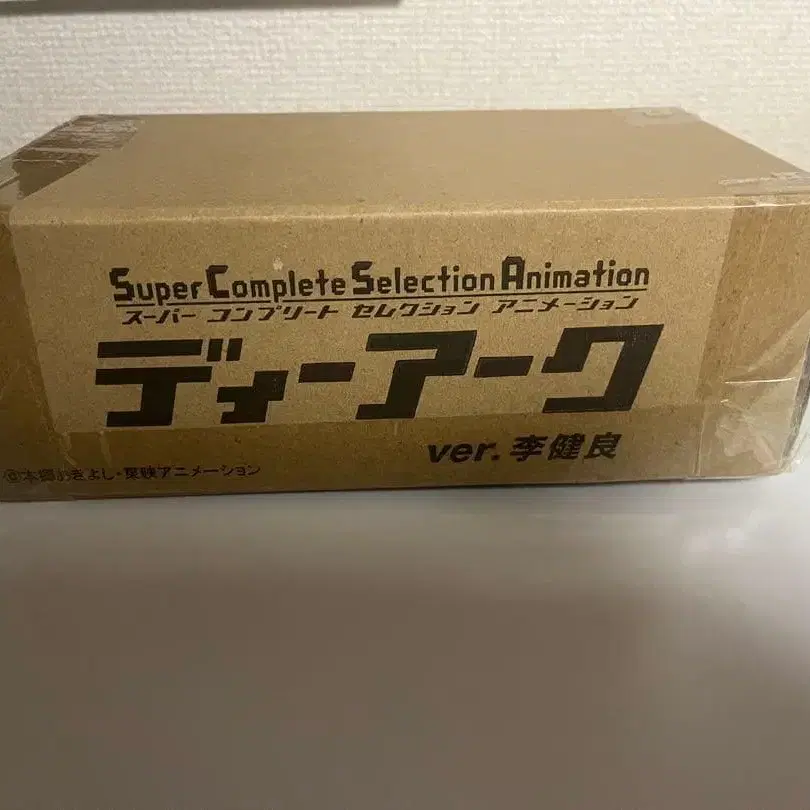 Super Complete Selection Animation
スーパー コンプリート セレクション アニメーション
ディーアーク
ver. 李健良
©本郷あきよし・東映アニメーション